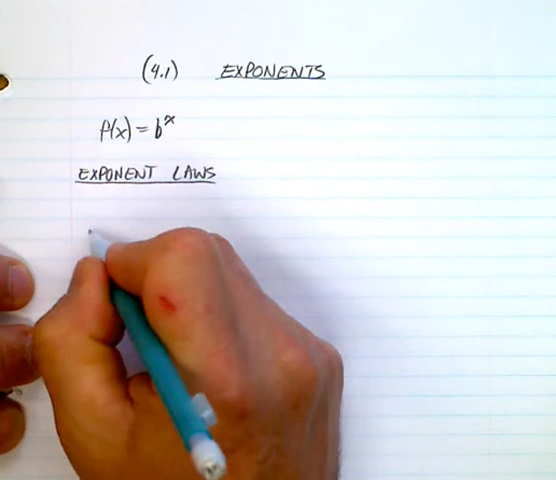 (4.1) EXPONENTS
f(x) = b^x
EXPONENT LAWS